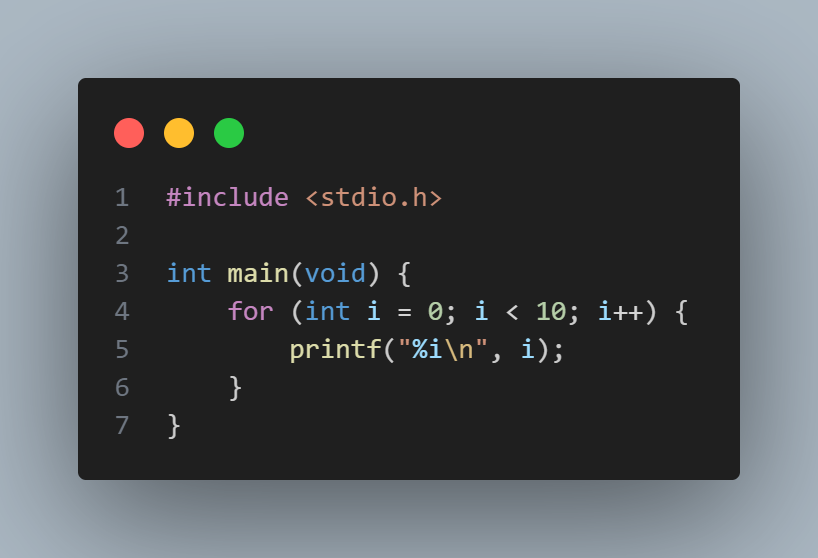 1 #include <stdio.h>
2
3 int main(void) {
4     for (int i = 0; i < 10; i++) {
5         printf("%i\n", i);
6     }
7 }